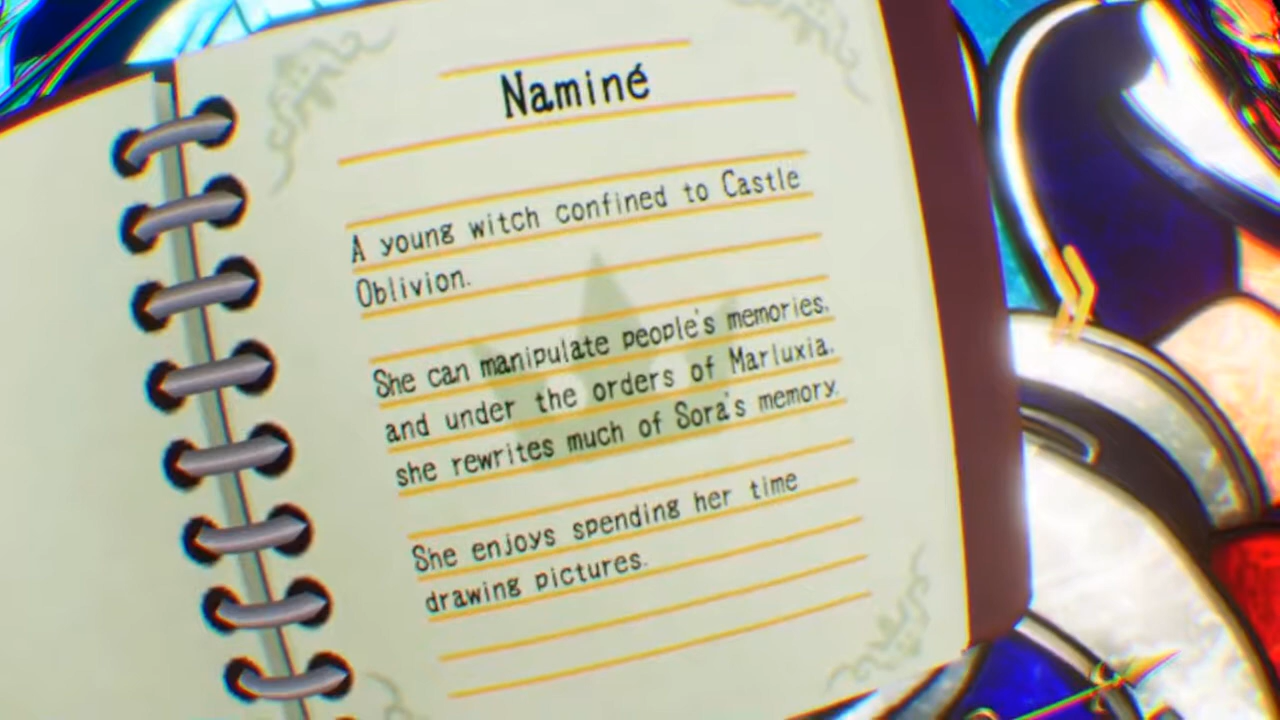 Naminé
A young witch confined to Castle
Oblivion.
She can manipulate people's memories,
and under the orders of Marluxia,
she rewrites much of Sora's memory.
She enjoys spending her time
drawing pictures.